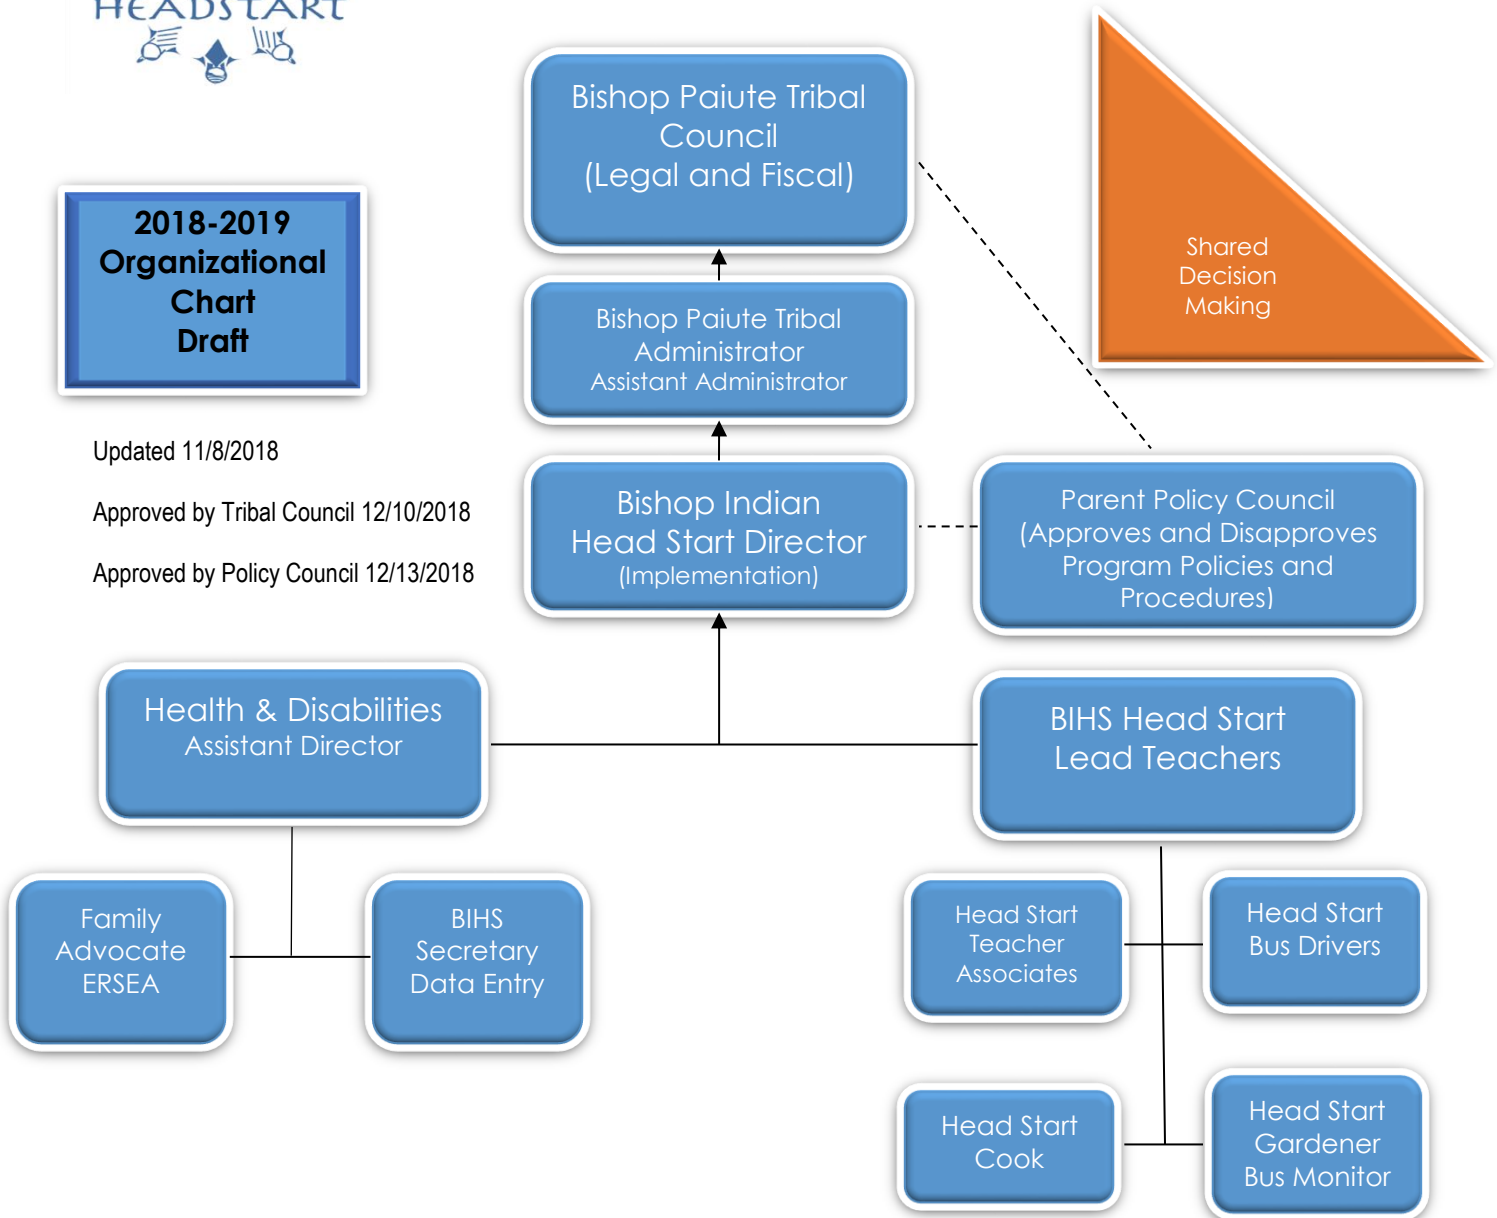 HEADSTART
2018-2019
Organizational
Chart
Draft
Updated 11/8/2018
Approved by Tribal Council 12/10/2018
Approved by Policy Council 12/13/2018
Bishop Paiute Tribal
Council
(Legal and Fiscal)
Shared
Decision
Making
Bishop Paiute Tribal
Administrator
Assistant Administrator
Bishop Indian
Head Start Director
(Implementation)
Parent Policy Council
(Approves and Disapproves
Program Policies and
Procedures)
Health & Disabilities
Assistant Director
BIHS Head Start
Lead Teachers
Family
Advocate
ERSEA
BIHS
Secretary
Data Entry
Head Start
Teacher
Associates
Head Start
Bus Drivers
Head Start
Cook
Head Start
Gardener
Bus Monitor